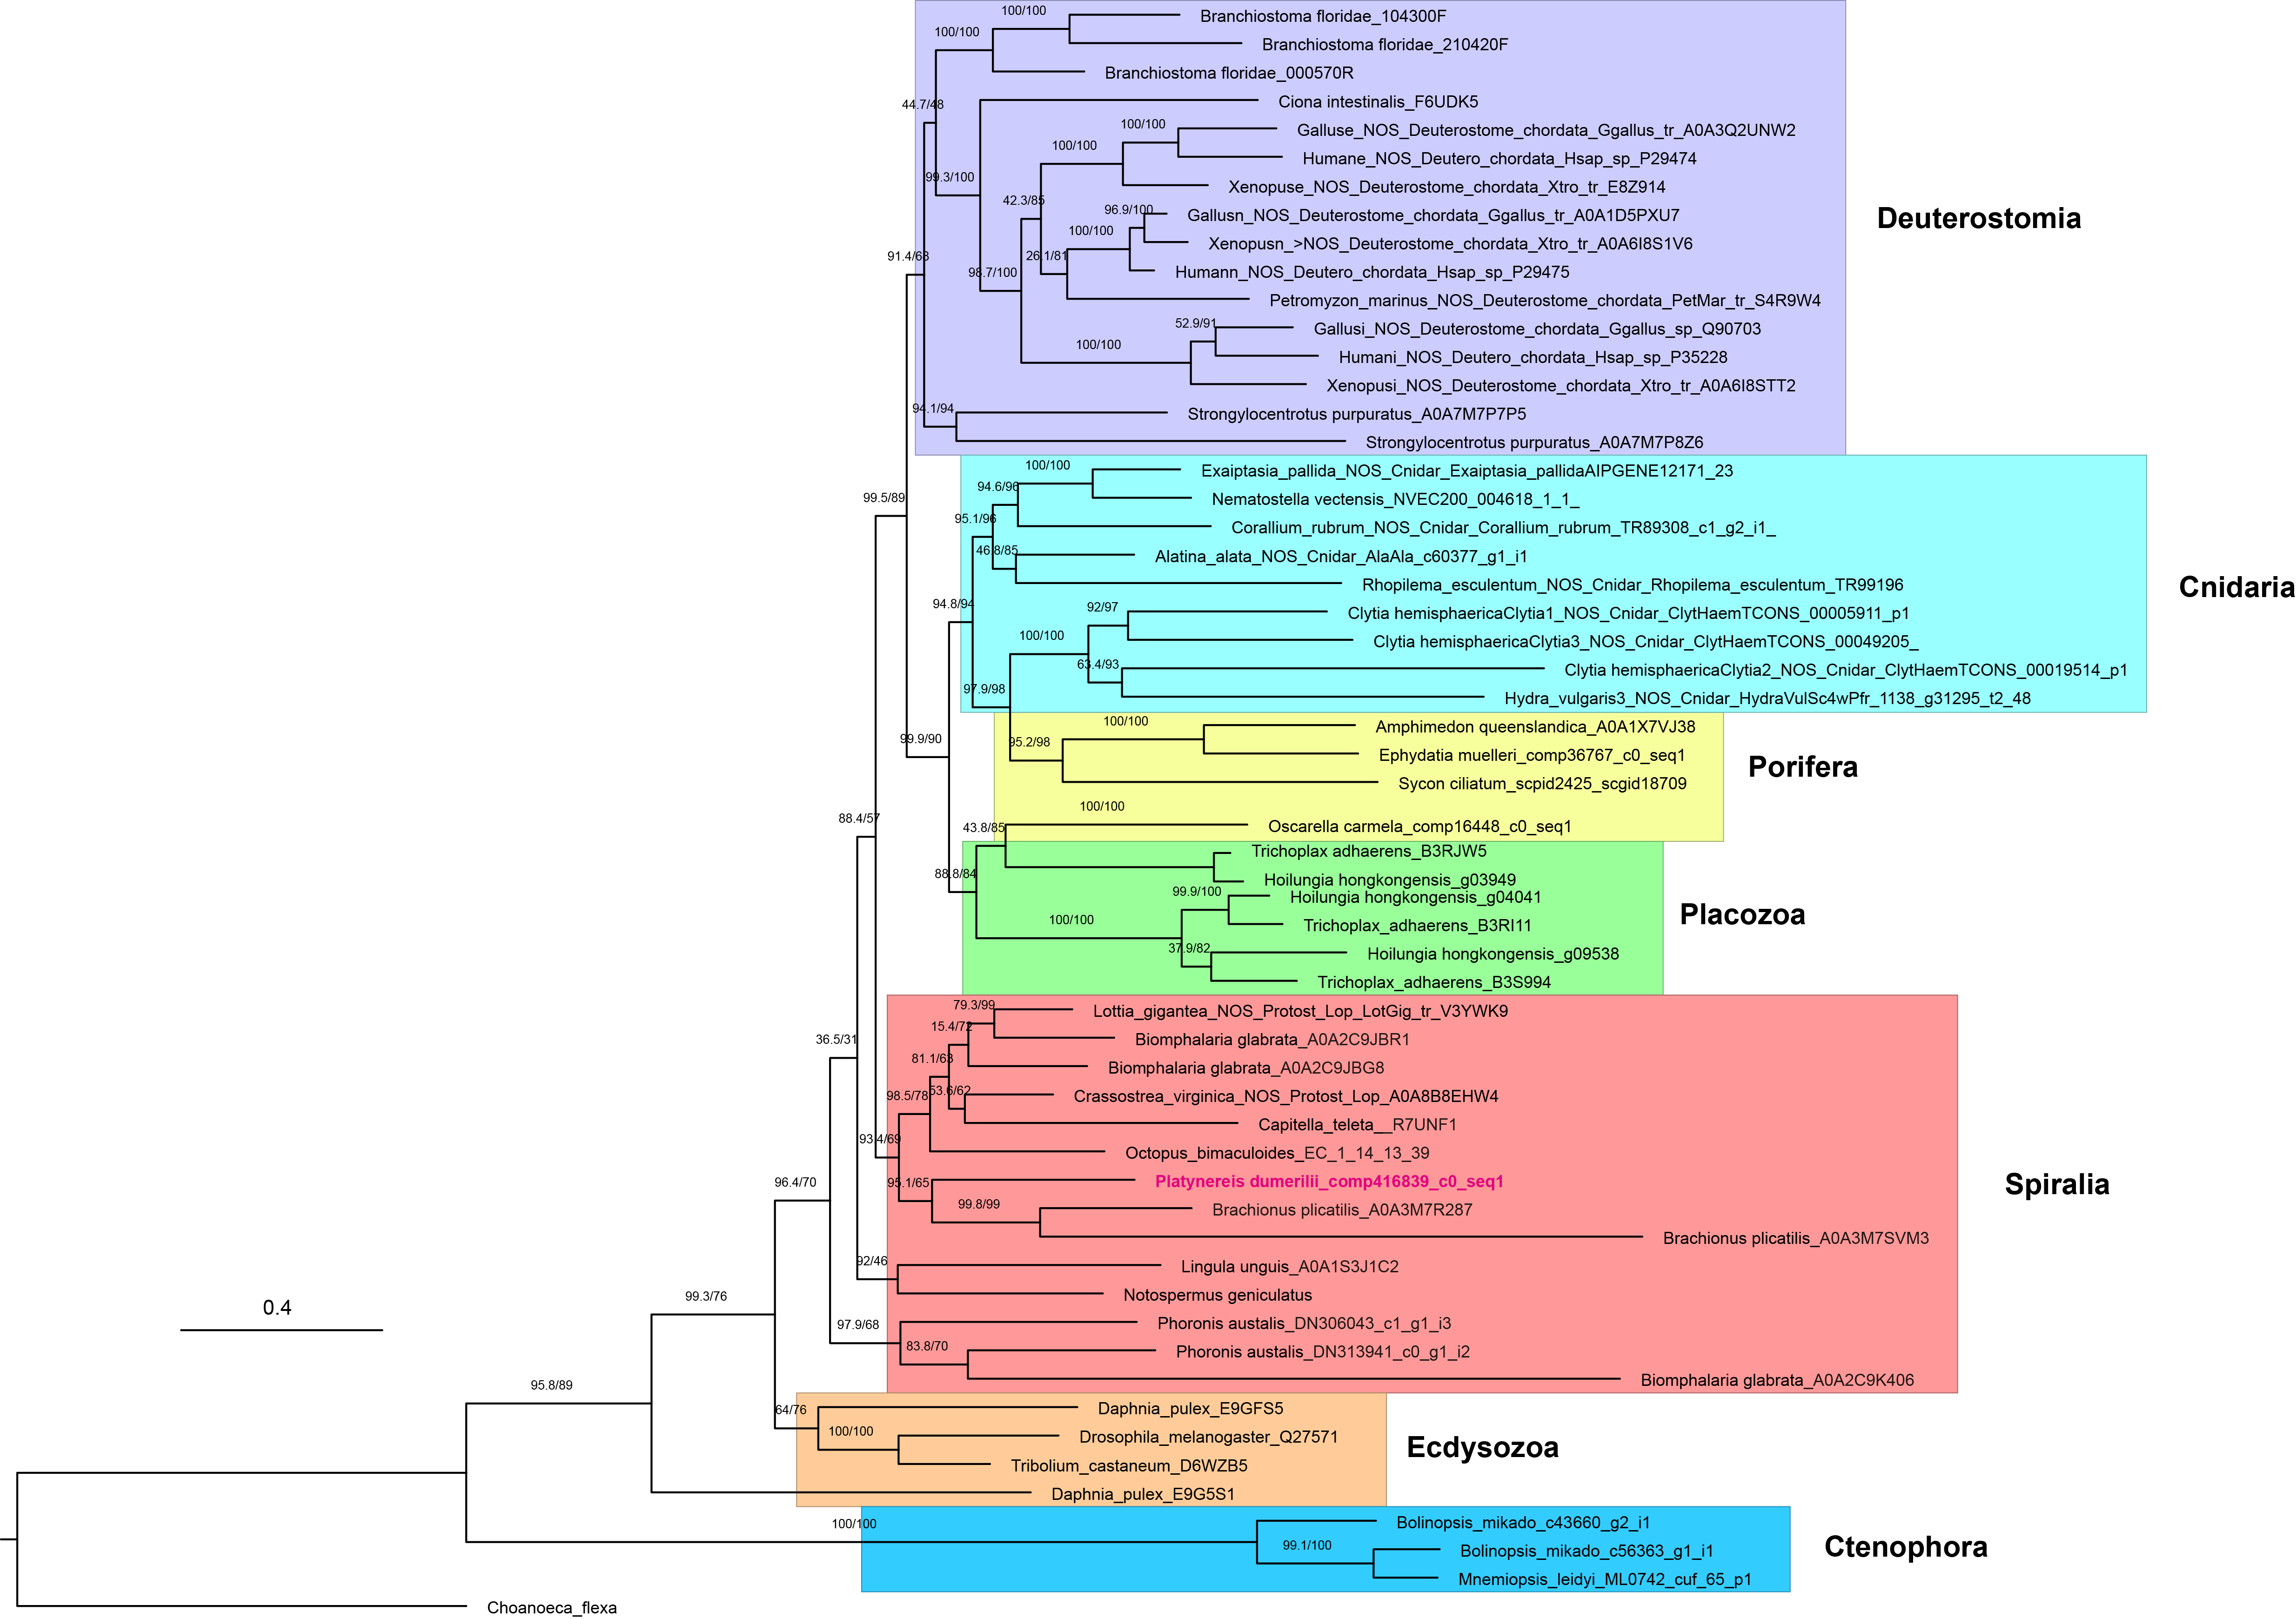 100/100
Branchiostoma floridae_104300F
100/100
Branchiostoma floridae_210420F
Branchiostoma floridae_000570R
44.7/48
Ciona intestinalis_F6UDK5
100/100
Galluse_NOS_Deuterostome_chordata_Ggallus_tr_A0A3Q2UNW2
100/100
Humane_NOS_Deutero_chordata_Hsap_sp_P29474
99.3/100
Xenopuse_NOS_Deuterostome_chordata_Xtro_tr_E8Z914
42.3/85
96.9/100
Gallusn_NOS_Deuterostome_chordata_Ggallus_tr_A0A1D5PXU7
Deuterostomia
100/100
Xenopusn_>NOS_Deuterostome_chordata_Xtro_tr_A0A6I8S1V6
91.4/68
26.1/81
98.7/100
Humann_NOS_Deutero_chordata_Hsap_sp_P29475
Petromyzon_marinus_NOS_Deuterostome_chordata_PetMar_tr_S4R9W4
52.9/91
Gallusi_NOS_Deuterostome_chordata_Ggallus_sp_Q90703
100/100
Humani_NOS_Deutero_chordata_Hsap_sp_P35228
Xenopusi_NOS_Deuterostome_chordata_Xtro_tr_A0A6I8STT2
94.1/94
Strongylocentrotus purpuratus_A0A7M7P7P5
Strongylocentrotus purpuratus_A0A7M7P8Z6
100/100
Exaiptasia_pallida_NOS_Cnidar_Exaiptasia_pallidaAIPGENE12171_23
94.6/96
99.5/89
Nematostella vectensis_NVEC200_004618_1_1_
95.1/96
Corallium_rubrum_NOS_Cnidar_Corallium_rubrum_TR89308_c1_g2_i1_
46.8/85
Alatina_alata_NOS_Cnidar_AlaAla_c60377_g1_i1
Rhopilema_esculentum_NOS_Cnidar_Rhopilema_esculentum_TR99196
Cnidaria
94.8/94
92/97
Clytia hemisphaericaClytia1_NOS_Cnidar_ClytHaemTCONS_00005911_p1
100/100
Clytia hemisphaericaClytia3_NOS_Cnidar_ClytHaemTCONS_00049205_
63.4/93
Clytia hemisphaericaClytia2_NOS_Cnidar_ClytHaemTCONS_00019514_p1
97.9/98
Hydra_vulgaris3_NOS_Cnidar_HydraVulSc4wPfr_1138_g31295_t2_48
100/100
Amphimedon queenslandica_A0A1X7VJ38
99.9/90
95.2/98
Ephydatia muelleri_comp36767_c0_seq1
Porifera
Sycon ciliatum_scpid2425_scgid18709
100/100
88.4/57
43.8/85
Oscarella carmela_comp16448_c0_seq1
Trichoplax adhaerens_B3RJW5
88.8/84
Hoilungia hongkongensis_g03949
99.9/100
Hoilungia hongkongensis_g04041
100/100
Trichoplax_adhaerens_B3RI11
Placozoa
37.9/82
Hoilungia hongkongensis_g09538
Trichoplax_adhaerens_B3S994
79.3/99
Lottia_gigantea_NOS_Protost_Lop_LotGig_tr_V3YWK9
15.4/72
36.5/31
Biomphalaria glabrata_A0A2C9JBR1
81.1/63
Biomphalaria glabrata_A0A2C9JBG8
98.5/78
53.6/62
Crassostrea_virginica_NOS_Protost_Lop_A0A8B8EHW4
Capitella_teleta__R7UNF1
93.4/69
Octopus_bimaculoides_EC_1_14_13_39
96.4/70
95.1/65
Platynereis dumerilii_comp416839_c0_seq1
Spiralia
99.8/99
Brachionus plicatilis_A0A3M7R287
Brachionus plicatilis_A0A3M7SVM3
92/46
Lingula unguis_A0A1S3J1C2
99.3/76
Notospermus geniculatus
0.4
97.9/68
Phoronis austalis_DN306043_c1_g1_i3
83.8/70
Phoronis austalis_DN313941_c0_g1_i2
95.8/89
Biomphalaria glabrata_A0A2C9K406
64/76
Daphnia_pulex_E9GFS5
100/100
Drosophila_melanogaster_Q27571
Ecdysozoa
Tribolium_castaneum_D6WZB5
Daphnia_pulex_E9G5S1
100/100
Bolinopsis_mikado_c43660_g2_i1
99.1/100
Bolinopsis_mikado_c56363_g1_i1
Ctenophora
Mnemiopsis_leidyi_ML0742_cuf_65_p1
Choanoeca_flexa